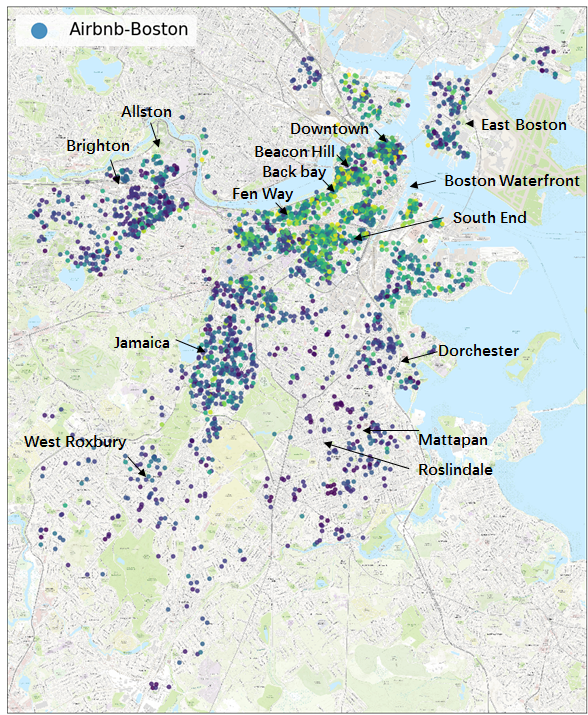 Airbnb-Boston
Allston
Brighton
Downtown
East Boston
Beacon Hill
Back bay
Boston Waterfront
Fen Way
South End
Jamaica
Dorchester
West Roxbury
Mattapan
Roslindale